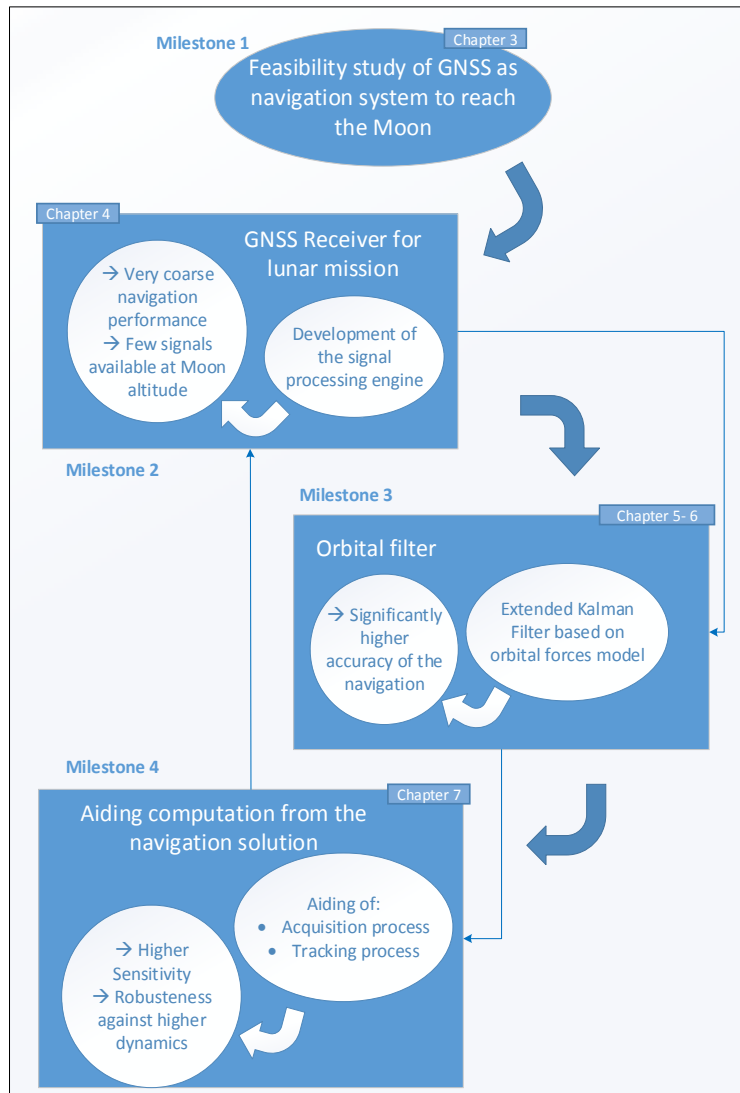 Milestone 1
Chapter 3
Feasibility study of GNSS as
navigation system to reach
the Moon
Chapter 4
GNSS Receiver for
lunar mission
→ Very coarse
navigation
performance
→ Few signals
available at Moon
altitude
Development of
the signal
processing engine
Milestone 2
Milestone 3
Chapter 5- 6
Orbital filter
→ Significantly
higher
accuracy of the
navigation
Extended Kalman
Filter based on
orbital forces model
Milestone 4
Chapter 7
Aiding computation from the
navigation solution
Aiding of:
• Acquisition process
• Tracking process
→ Higher
Sensitivity
→ Robusteness
against higher
dynamics